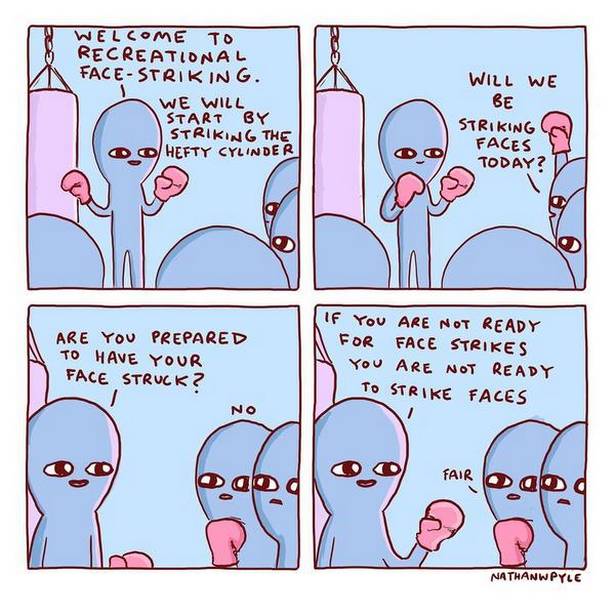 WELCOME TO
RECREATIONAL
FACE-STRIKING.
WE WILL
START BY
STRIKING THE
HEFTY CYLINDER
WILL WE
BE
STRIKING
FACES
TODAY?
ARE YOU PREPARED
TO HAVE YOUR
FACE STRUCK?
NO
IF YOU ARE NOT READY
FOR FACE STRIKES
YOU ARE NOT READY
TO STRIKE FACES
FAIR
NATHANWPYLE